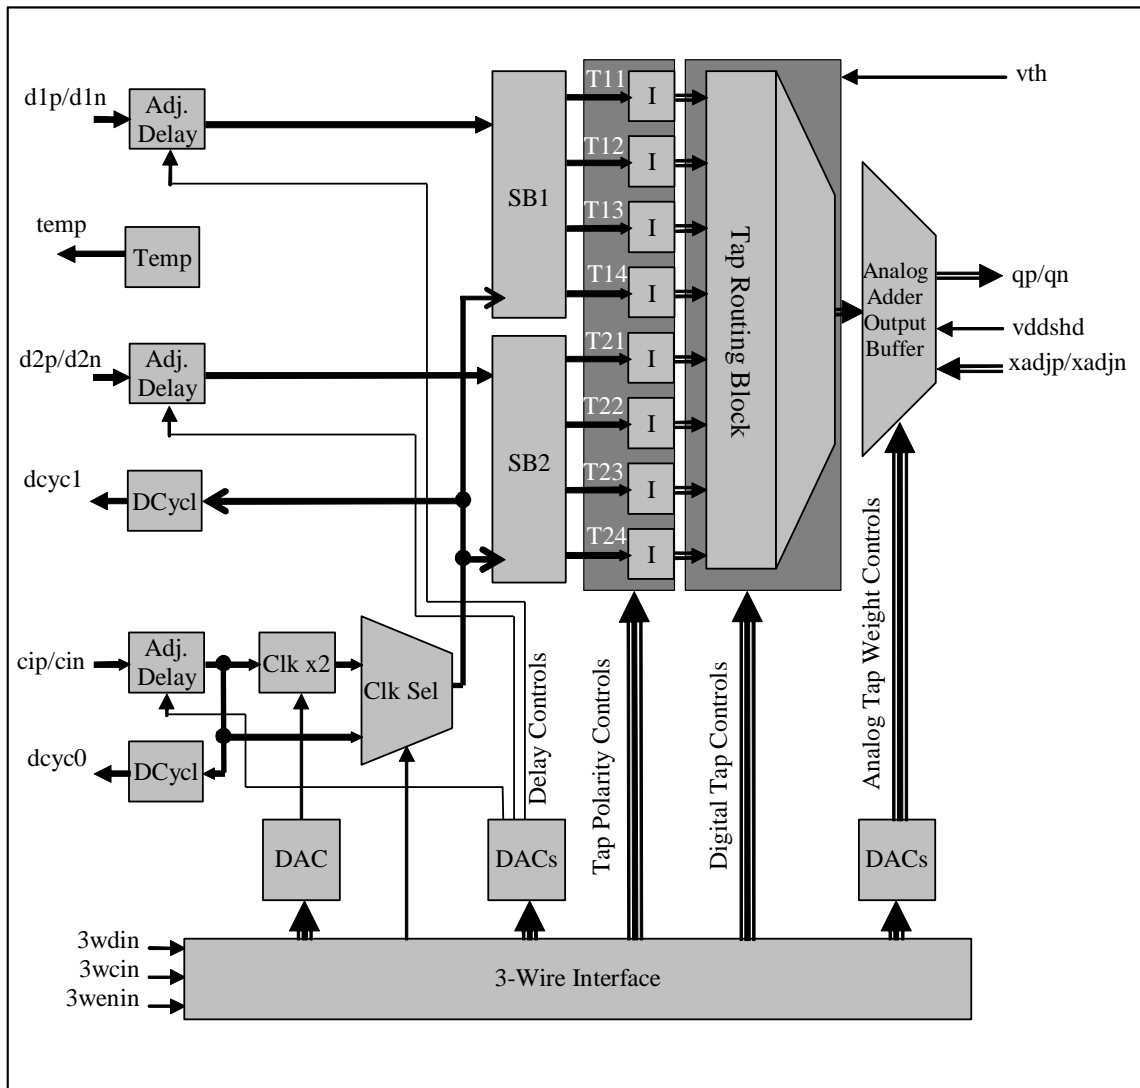 d1p/d1n
Adj.
Delay
T11
I
vth
T12
I
SB1
T13
I
temp
Temp
T14
I
Tap Routing Block
Analog
Adder
Output
Buffer
qp/qn
vddshd
xadjp/xadjn
d2p/d2n
Adj.
Delay
T21
I
T22
I
SB2
T23
I
T24
I
dcyc1
DCycl
cip/cin
Adj.
Delay
Clk x2
Clk Sel
dcyc0
DCycl
Delay Controls
Tap Polarity Controls
Digital Tap Controls
Analog Tap Weight Controls
DAC
DACs
DACs
3wdin
3wcin
3wenin
3-Wire Interface